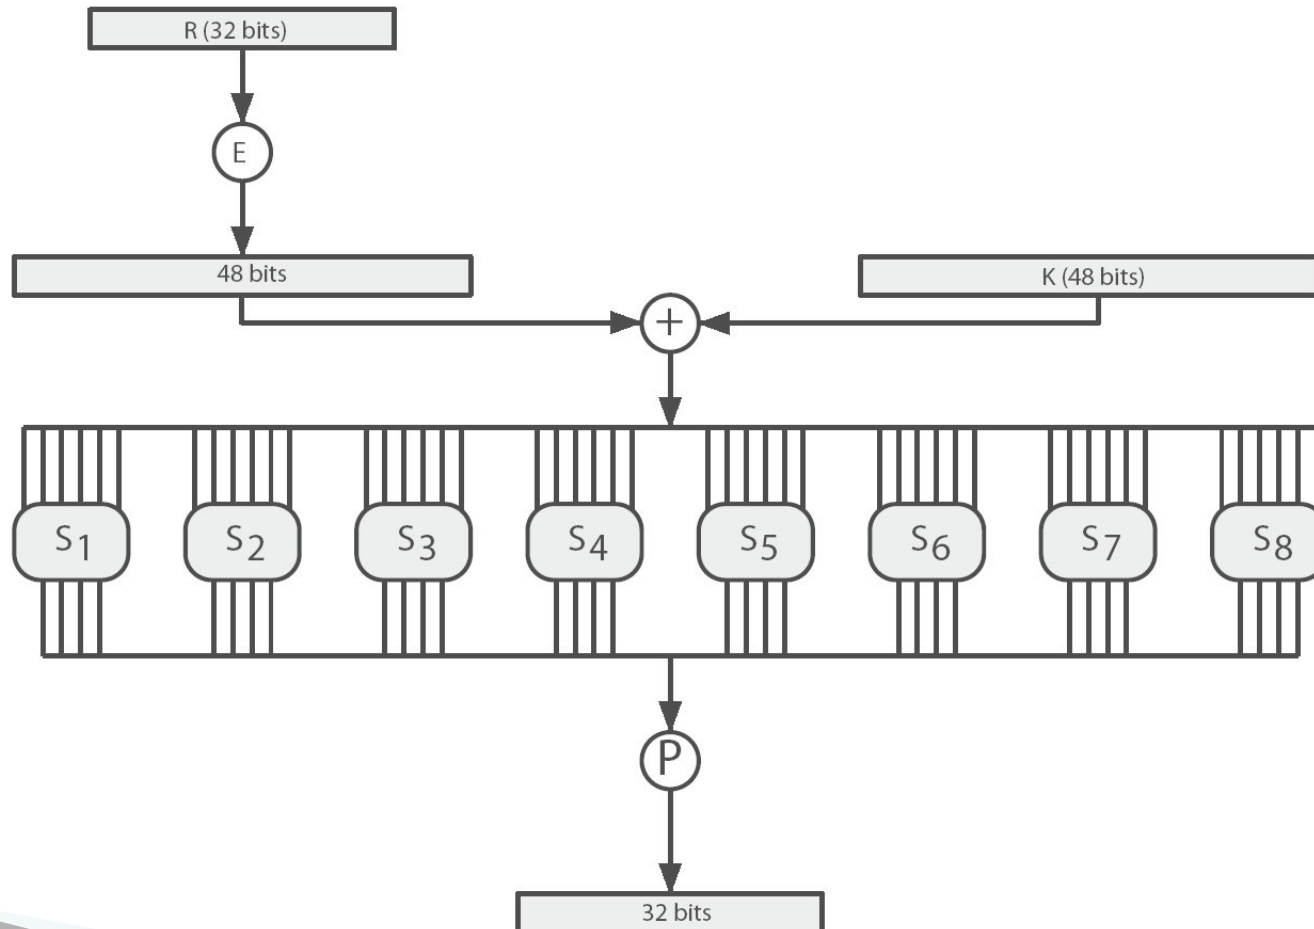 R (32 bits)
E
48 bits
K (48 bits)
+
S1 S2 S3 S4 S5 S6 S7 S8
P
32 bits